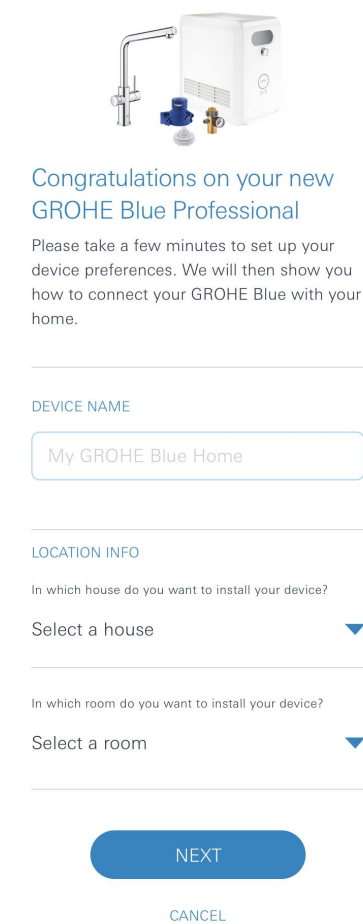 Congratulations on your new
GROHE Blue Professional
Please take a few minutes to set up your
device preferences. We will then show you
how to connect your GROHE Blue with your
home.
DEVICE NAME
My GROHE Blue Home
LOCATION INFO
In which house do you want to install your device?
Select a house
In which room do you want to install your device?
Select a room
NEXT
CANCEL